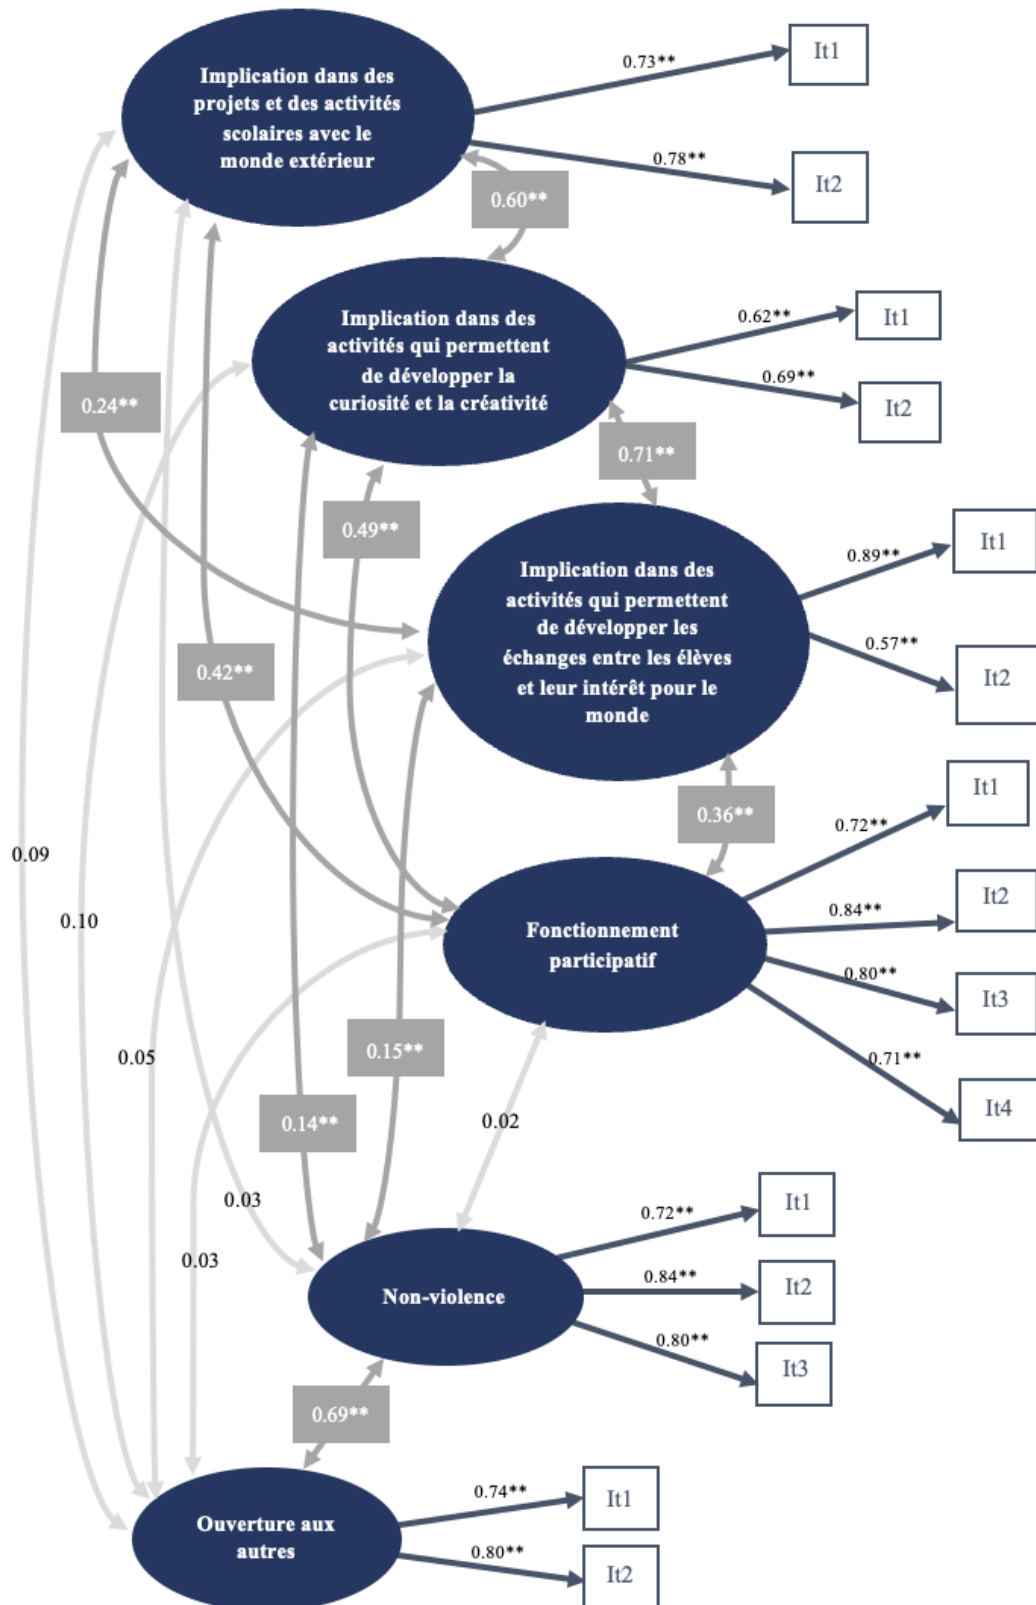 Implication dans des
projets et des activités
scolaires avec le
monde extérieur
0.73**
It1
0.78**
It2
0.60**
Implication dans des
activités qui permettent
de développer la
curiosité et la créativité
0.62**
It1
0.69**
It2
0.24**
0.71**
0.49**
Implication dans des
activités qui permettent
de développer les
échanges entre les élèves
et leur intérêt pour le
monde
0.89**
It1
0.57**
It2
0.42**
0.36**
Fonctionnement
participatif
0.72**
It1
0.84**
It2
0.80**
It3
0.71**
It4
0.09
0.10
0.05
0.15**
0.14**
0.02
0.03
0.03
Non-violence
0.72**
It1
0.84**
It2
0.80**
It3
0.69**
Ouverture aux
autres
0.74**
It1
0.80**
It2